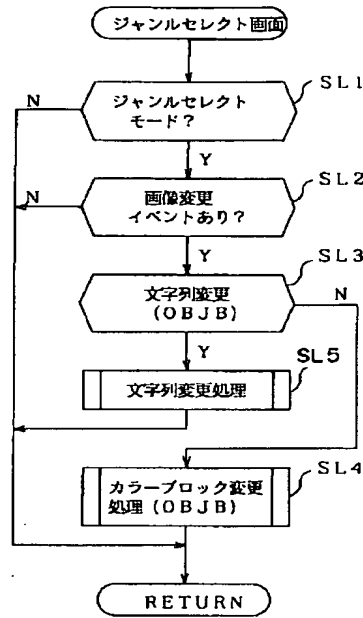 ジャンルセレクト画面
SL1
N
ジャンルセレクト
モード?
Y
SL2
N
画像変更
イベントあり?
Y
SL3
文字列変更
(OBJB)
N
Y
SL5
文字列変更処理
SL4
カラーブロック変更
処理(OBJB)
RETURN